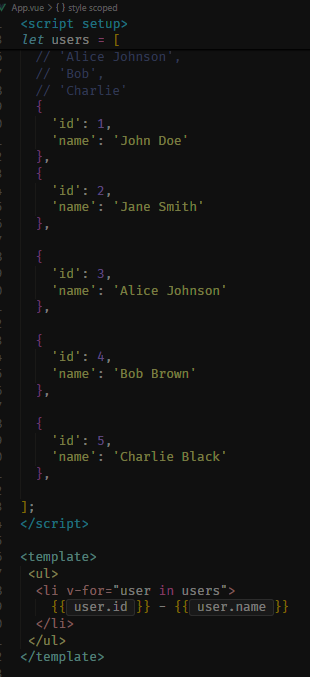 App.vue > {} style scoped
<script setup>
let users = [
// 'Alice Johnson',
// 'Bob',
// 'Charlie'
{
'id': 1,
'name': 'John Doe'
},
{
'id': 2,
'name': 'Jane Smith'
},
{
'id': 3,
'name': 'Alice Johnson'
},
{
'id': 4,
'name': 'Bob Brown'
},
{
'id': 5,
'name': 'Charlie Black'
},
];
</script>
<template>
<ul>
<li v-for="user in users">
{{ user.id }} - {{ user.name }}
</li>
</ul>
</template>